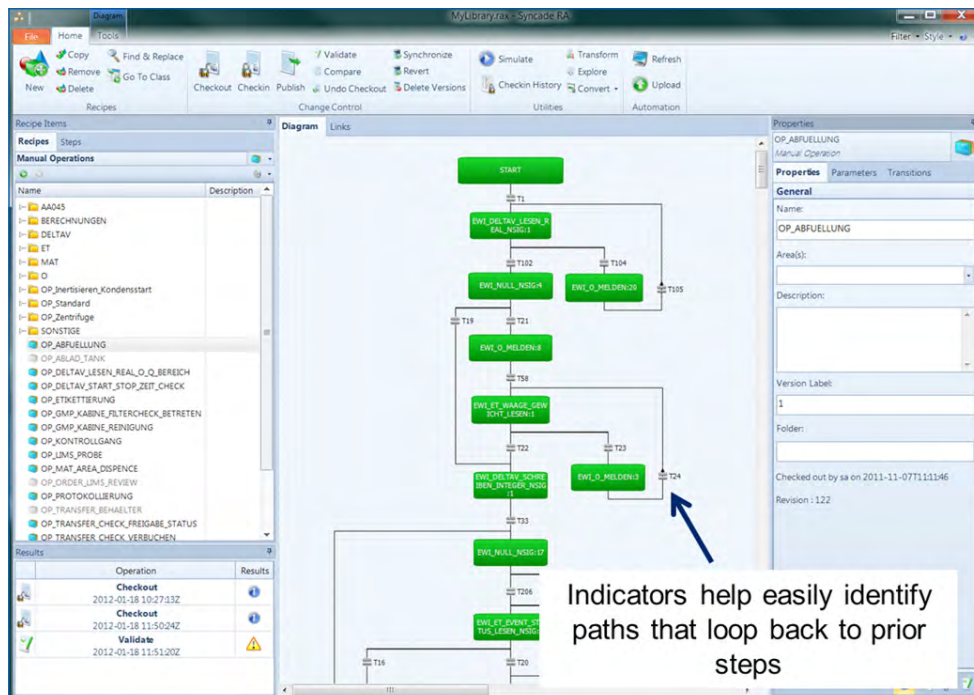 MyLibrary.rax - Syncade RA
Diagram
File
Home
Tools
Filter
Style
New
Copy
Remove
Delete
Find & Replace
Go To Class
Recipes
Checkout
Checkin
Publish
Validate
Compare
Undo Checkout
Synchronize
Revert
Delete Versions
Change Control
Simulate
Checkin History
Transform
Explore
Convert
Utilities
Refresh
Upload
Automation
Recipe Items
Recipes
Steps
Manual Operations
Name
Description
AA045
BERECHNUNGEN
DELTAV
ET
MAT
O
OP_Inertisieren_Kondensstart
OP_Standard
OP_Zentrifuge
SONSTIGE
OP_ABFUELLUNG
OP_ABLAD_TANK
OP_DELTAV_LESEN_REAL_O_Q_BEREICH
OP_DELTAV_START_STOP_ZEIT_CHECK
OP_ETIKETTIERUNG
OP_GMP_KABINE_FILTERCHECK_BETRETEN
OP_GMP_KABINE_REINIGUNG
OP_KONTROLLGANG
OP_LIMS_PROBE
OP_MAT_AREA_DISPENCE
OP_ORDER_LIMS_REVIEW
OP_PROTOKOLLIERUNG
OP_TRANSFER_BEHAELTER
OP_TRANSFER_CHECK_FREIGABE_STATUS
OP_TRANSFER_CHECK_VERBUCHEN
Results
Operation
Results
Checkout
2012-01-18 10:27:13Z
Checkout
2012-01-18 11:50:24Z
Validate
2012-01-18 11:51:20Z
Diagram
Links
START
T1
EWI_DELTAV_LESEN_R
EAL_NSIG:1
T102
T104
EWI_NULL_NSIG:4
EWI_O_MELDEN:20
T105
T19
T21
EWI_O_MELDEN:8
T58
EWI_ET_WAAGE_GEW
ICHT_LESEN:1
T22
T23
EWI_DELTAV_SCHRE
IBEN_INTEGER_NSIG
:1
EWI_O_MELDEN:3
T24
T33
EWI_NULL_NSIG:17
T206
EWI_ET_EVENT_ST
TUS_LESEN_NSIG:
T16
T20
Properties
OP_ABFUELLUNG
Manual Operation
Properties
Parameters
Transitions
General
Name:
OP_ABFUELLUNG
Area(s):
Description:
Version Label:
1
Folder:
Checked out by sa on 2011-11-07T11:11:46
Revision : 122
Indicators help easily identify
paths that loop back to prior
steps